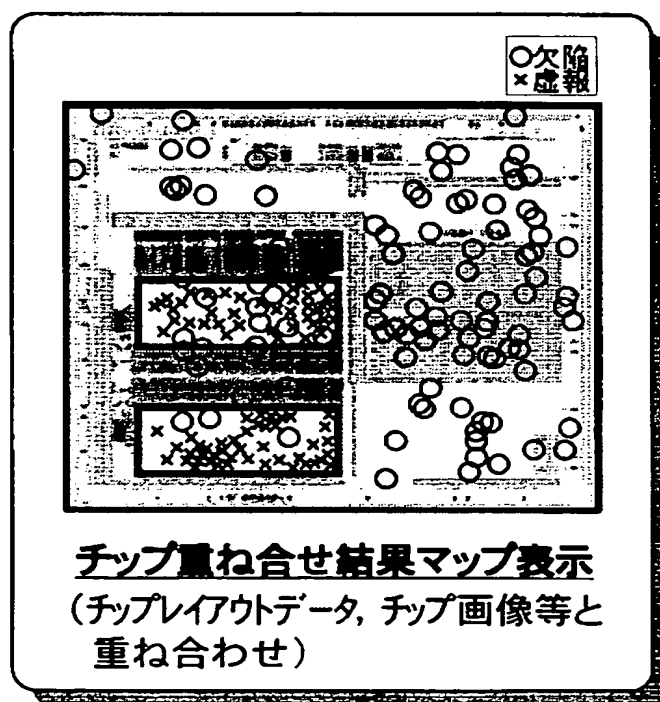 ○欠陥
×虚報
チップ重ね合せ結果マップ表示
(チップレイアウトデータ, チップ画像等と
重ね合わせ)